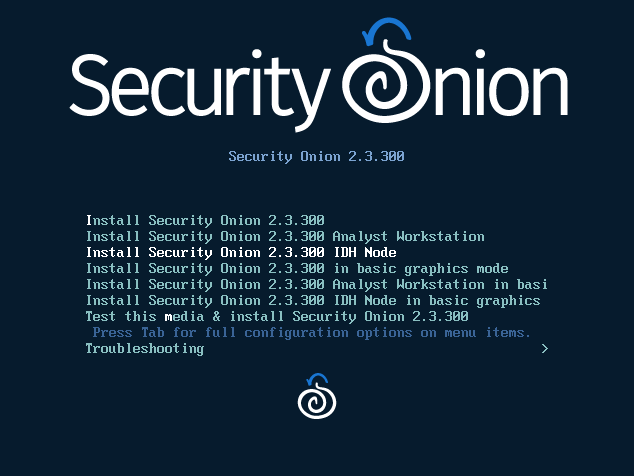 Security Onion
Security Onion 2.3.300
Install Security Onion 2.3.300
Install Security Onion 2.3.300 Analyst Workstation
Install Security Onion 2.3.300 IDH Node
Install Security Onion 2.3.300 in basic graphics mode
Install Security Onion 2.3.300 Analyst Workstation in basi
Install Security Onion 2.3.300 IDH Node in basic graphics
Test this media & install Security Onion 2.3.300
Press Tab for full configuration options on menu items.
Troubleshooting >